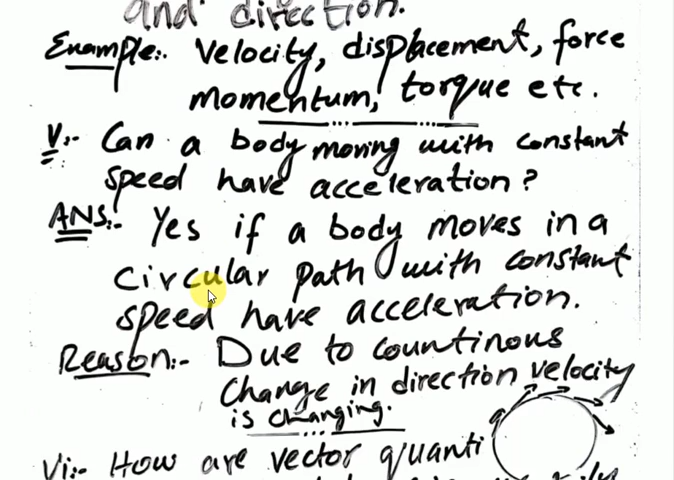 and direction.
Example:. Velocity, displacement, force
momentum, torque etc.
V:- Can a body moving with constant
speed have acceleration?
ANS:- Yes if a body moves in a
circular path with constant
speed have acceleration.
Reason:- Due to countinous
change in direction velocity
is changing.
Vi:- How are vector quanti